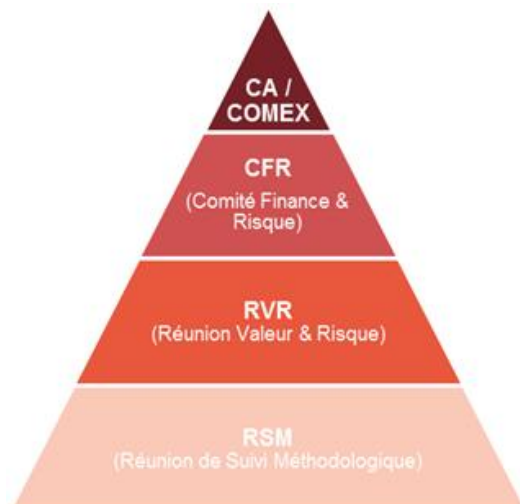 CA /
COMEX
CFR
(Comité Finance &
Risque)
RVR
(Réunion Valeur & Risque)
RSM
(Réunion de Suivi Méthodologique)